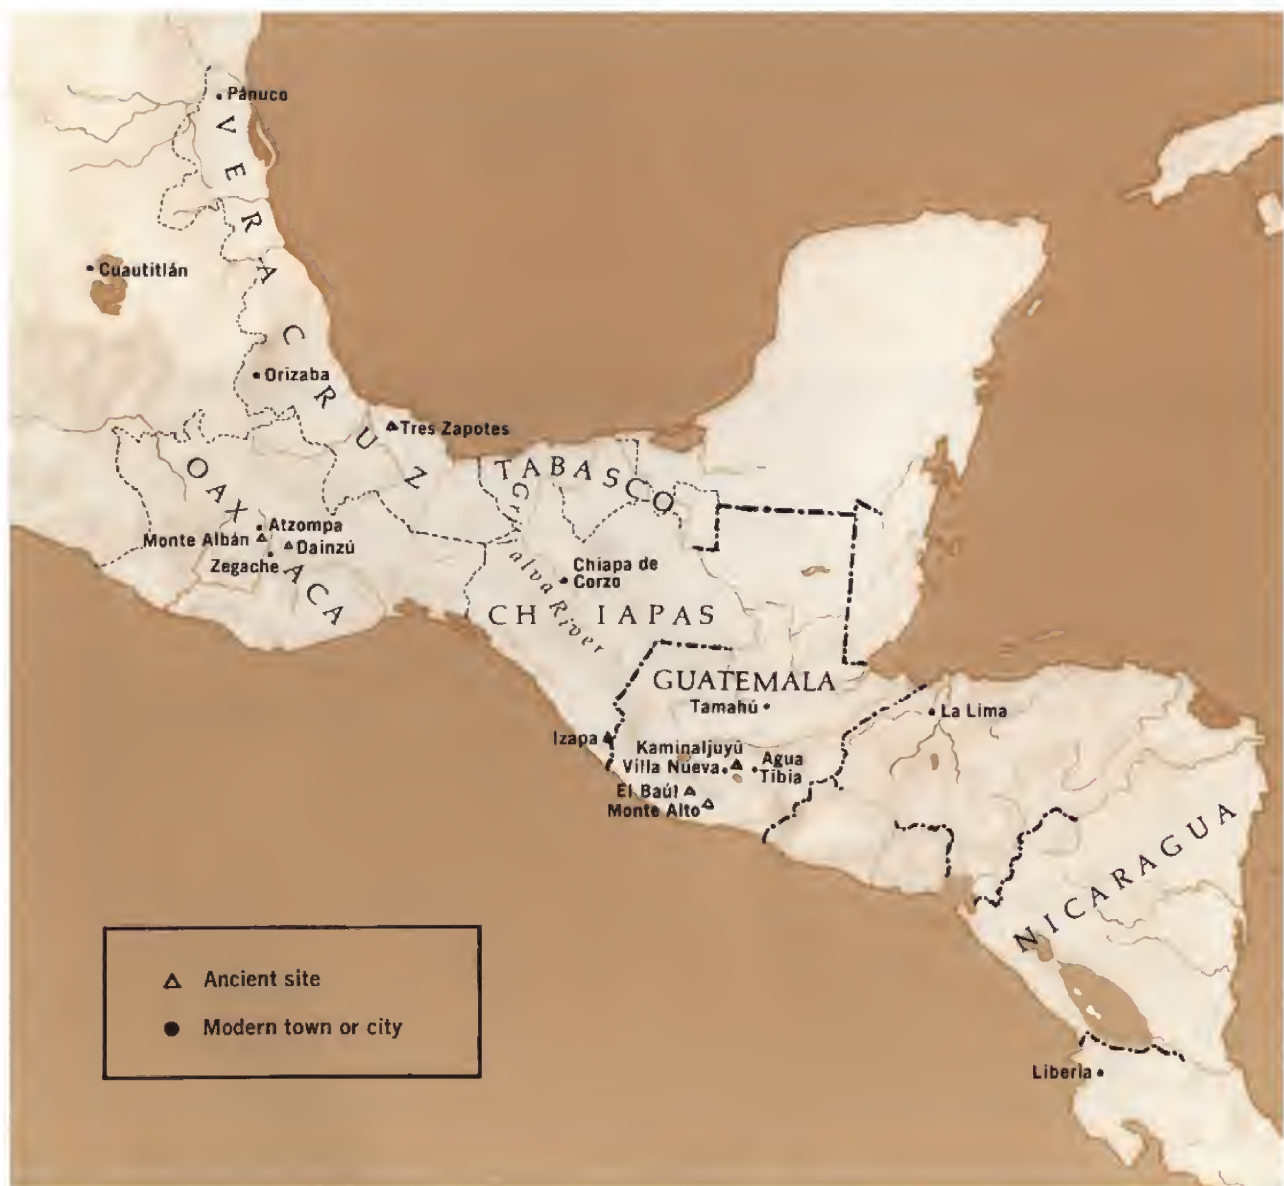 Pánuco
VERA CRUZ
Cuautitlán
Orizaba
Tres Zapotes
TABASCO
OAXACA
Grijalva River
Atzompa
Monte Albán
Dainzú
Zegache
Chiapa de
Corzo
CHIAPAS
GUATEMALA
Tamahú
La Lima
Izapa
Kaminaljuyú
Villa Nueva
Agua
Tibia
El Baúl
Monte Alto
NICARAGUA
Ancient site
Modern town or city
Liberia